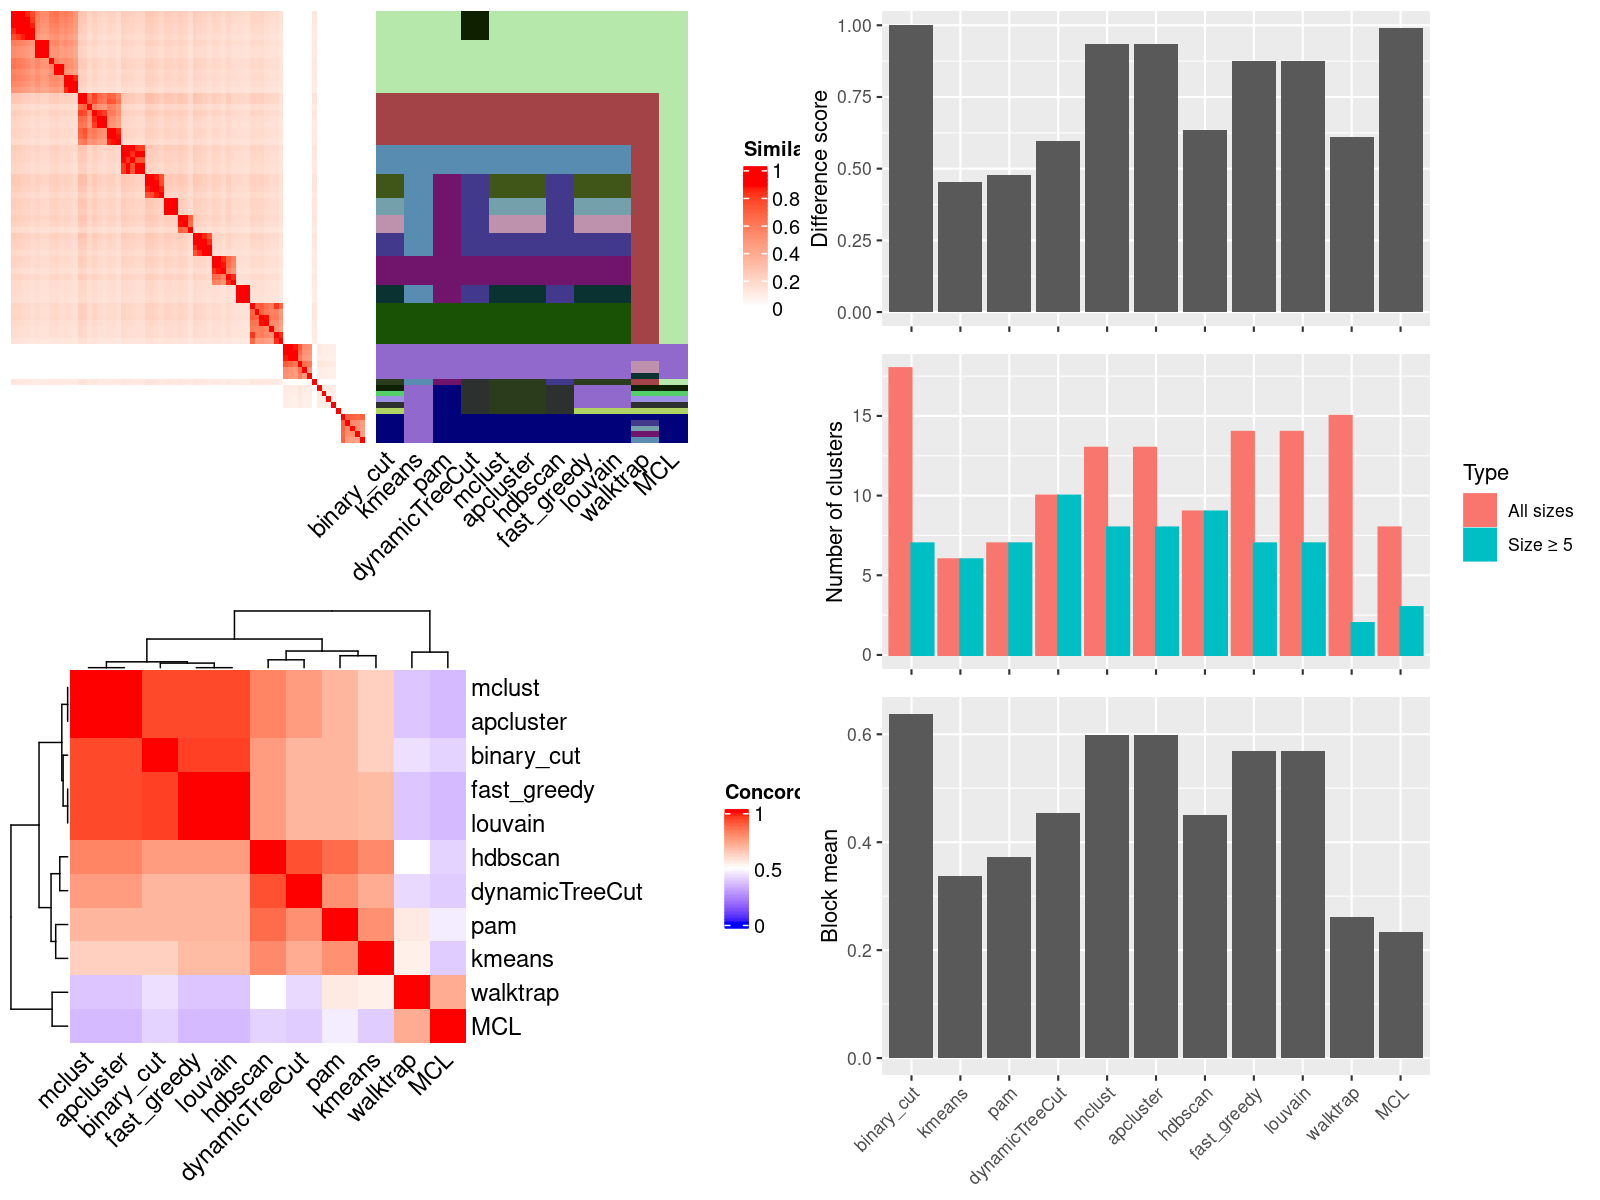 Simila
1
0.8
0.6
0.4
0.2
0
binary_cut
kmeans
pam
dynamicTreeCut
mclust
apcluster
hdbscan
fast_greedy
louvain
walktrap
MCL
mclust
apcluster
binary_cut
fast_greedy
louvain
hdbscan
dynamicTreeCut
pam
kmeans
walktrap
MCL
mclust
apcluster
binary_cut
fast_greedy
louvain
hdbscan
dynamicTreeCut
pam
kmeans
walktrap
MCL
Concord
1
0.5
0
Difference score
1.00
0.75
0.50
0.25
0.00
Number of clusters
15
10
5
0
Type
All sizes
Size ≥ 5
Block mean
0.6
0.4
0.2
0.0
binary_cut
kmeans
pam
dynamicTreeCut
mclust
apcluster
hdbscan
fast_greedy
louvain
walktrap
MCL